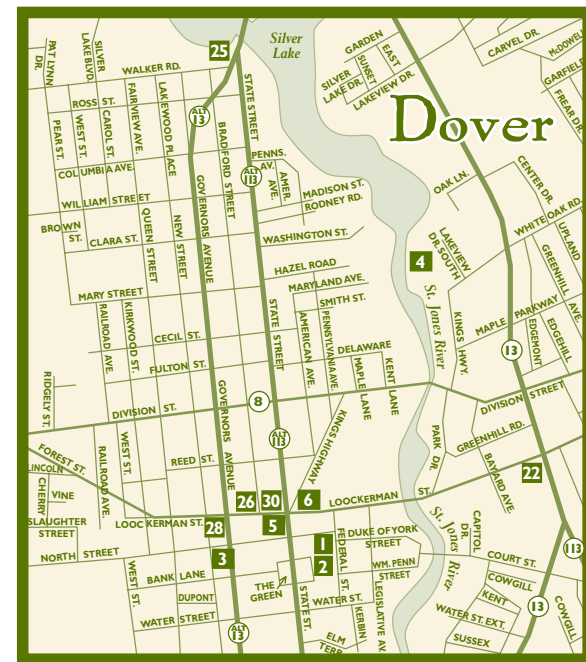 Dover
Silver
Lake
GARDEN
EAST
SUNSET
SILVER
LAKE DR.
LAKEVIEW DR.
CARVEL DR.
McDOWELL
GARFIELD
FREAR DR.
PAT LYNN
DR.
SILVER
LAKE BLVD.
25
WALKER RD.
STATE STREET
ROSS ST.
FAIRVIEW AVE.
LAKEWOOD
PLACE
ALT
13
PEAR ST.
WEST ST.
CAROL ST.
BRADFORD STREET
PENNS.
AV.
AMER.
AVE.
ALT
113
COLUMBIA AVE.
MADISON ST.
RODNEY RD.
OAK LN.
CENTER DR.
WHITE OAK RD.
WILLIAM STREET
GOVERNORS AVENUE
BROWN
ST.
CLARA ST.
QUEEN
STREET
NEW
STREET
WASHINGTON ST.
4
LAKEVIEW
DR. SOUTH
UPLAND
AVE.
GREENHILL
HAZEL ROAD
MARYLAND AVE.
SMITH ST.
MARY STREET
St. Jones River
KINGS HWY.
MAPLE PARKWAY
EDGEMONT
EDGEHILL
RAILROAD
AVE.
KIRKWOOD
ST.
STATE STREET
AMERICAN AVE.
PENNSYLVANIA AVE.
CECIL ST.
FULTON ST.
DELAWARE
MAPLE
LANE
KENT
LANE
13
RIDGELY ST.
DIVISION ST.
GOVERNORS AVENUE
8
DIVISION STREET
KINGS HIGHWAY
ALT
113
PARK
DR.
GREENHILL RD.
FOREST ST.
WEST
ST.
RAILROAD AVE.
REED ST.
BAYARD AVE.
22
LINCOLN
CHERRY
VINE
SLAUGHTER
STREET
26
30
6
LOOCKERMAN ST.
LOOCKERMAN ST.
28
5
NORTH STREET
3
1
2
FEDERAL ST.
DUKE OF YORK
STREET
WM. PENN
STREET
St. Jones River
CAPITOL
DR.
COURT ST.
113
BANK LANE
WEST
ST.
DUPONT
THE
GREEN
WATER ST.
LEGISLATIVE AV.
COWGILL
KENT
WATER ST. EXT.
13
COWGILL
WATER STREET
ALT
13
STATE ST.
KERBIN
ELM
TERR.
SUSSEX